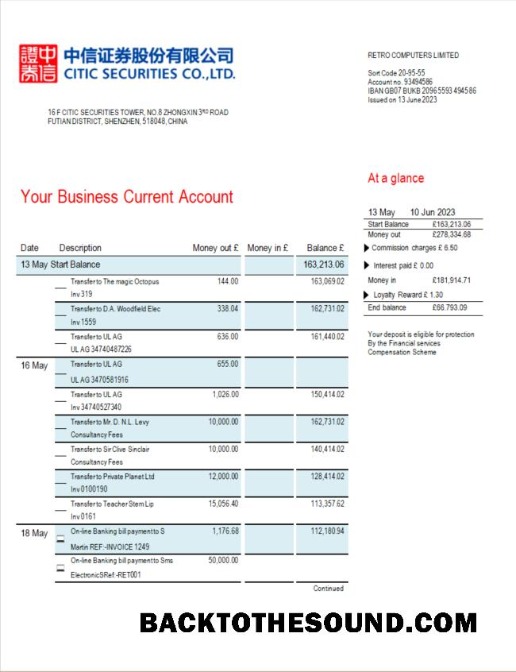 中信证券股份有限公司
CITIC SECURITIES CO.,LTD.
16 F CITIC SECURITIES TOWER, NO.8 ZHONGXIN 3RD ROAD
FUTIAN DISTRICT, SHENZHEN, 518048, CHINA
RETRO COMPUTERS LIMITED
Sort Code 20-95-55
Account no. 93494586
IBAN GB07 BUKB 20965593 494586
Issued on 13 June 2023
At a glance
13 May 10 Jun 2023
Start Balance £163,213.06
Money out £278,334.68
Commission charges £ 6.50
Interest paid £ 0.00
Money in £181,914.71
Loyalty Reward £ 1.30
End balance £66.793.09
Your deposit is eligible for protection
By the Financial services
Compensation Scheme
Your Business Current Account
Date Description Money out £ Money in £ Balance £
13 May Start Balance 163,213.06
Transfer to The magic Octopus 144.00 163,069.02
Inv 319
Transfer to D.A. Woodfield Elec 338.04 162,731.02
Inv 1559
Transfer to UL AG 636.00 161,440.02
UL AG 34740487226
16 May Transfer to UL AG 655.00
UL AG 3470581916
Transfer to UL AG 1,026.00 150,414.02
Inv 34740527340
Transfer to Mr. D. N.L. Levy 10,000.00 162,731.02
Consultancy Fees
Transfer to Sir Clive Sinclair 10,000.00 140,414.02
Consultancy Fees
Transfer to Private Planet Ltd 12,000.00 128,414.02
Inv 0100190
Transfer to Teacher Stem Lip 15,056.40 113,357.62
Inv 0161
18 May On-line Banking bill payment to S 1,176.68 112,180.94
Martin REF:-INVOICE 1249
On-line Banking bill payment to Sms 50,000.00
ElectronicSRef:-RET001
Continued
BACKTOTHESOUND.COM